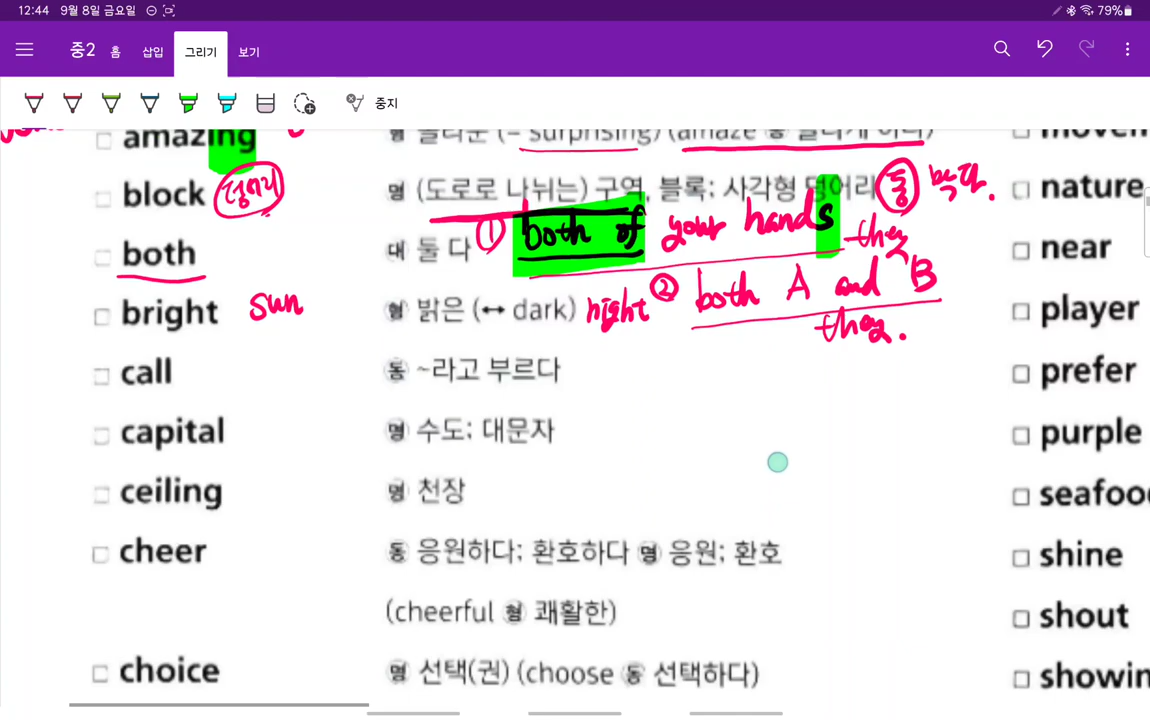 12:44 9월 8일 금요일 79%
중2 홈 삽입 그리기 보기
중지
amazing 형 놀라운 (= surprising) (amaze 동 놀라게 하다)
block 덩어리 명 (도로로 나뉘는) 구역, 블록; 사각형 덩어리 동 막다.
both 대 둘 다 ① both of your hands they
② both A and B they.
bright sun 형 밝은 (↔ dark) night
call 동 ~라고 부르다
capital 명 수도; 대문자
ceiling 명 천장
cheer 동 응원하다; 환호하다 명 응원; 환호
(cheerful 형 쾌활한)
choice 명 선택(권) (choose 동 선택하다)
nature
near
player
prefer
purple
seafoo
shine
shout
showin